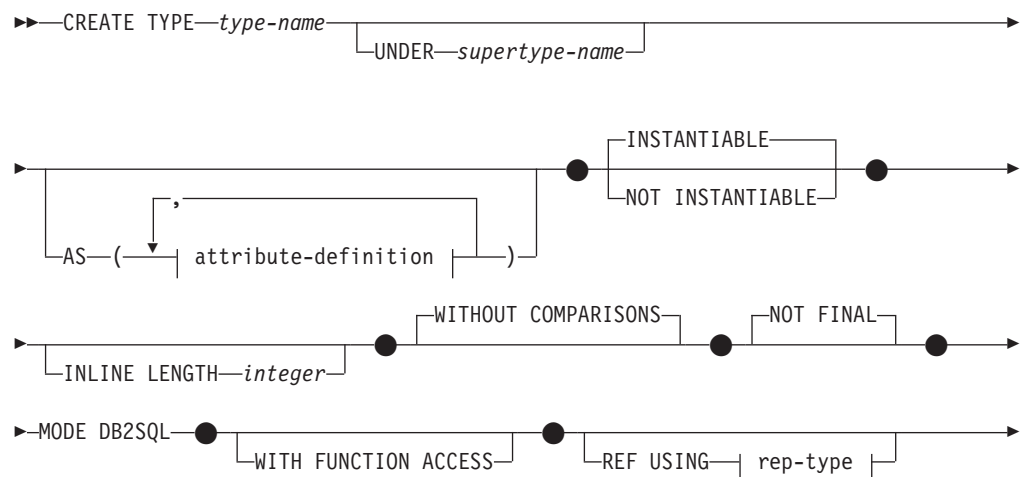 CREATE TYPE type-name
UNDER supertype-name
INSTANTIABLE
NOT INSTANTIABLE
,
AS ( attribute-definition )
WITHOUT COMPARISONS NOT FINAL
INLINE LENGTH integer
MODE DB2SQL
WITH FUNCTION ACCESS REF USING rep-type